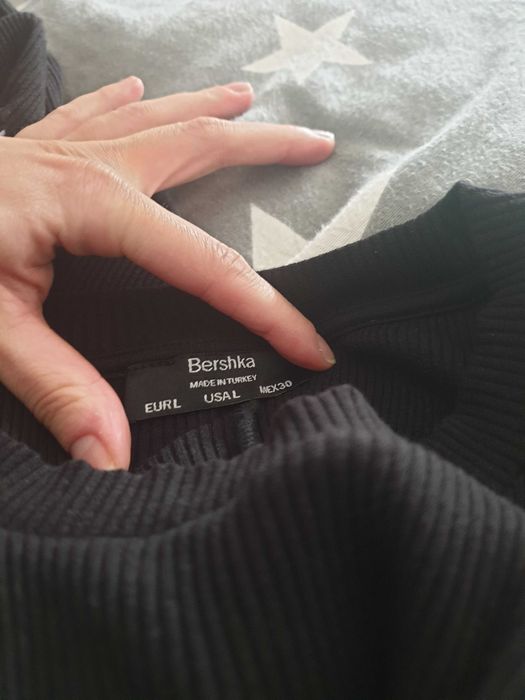 Bershka
MADE IN TURKEY
EUR L USA L MEX 30